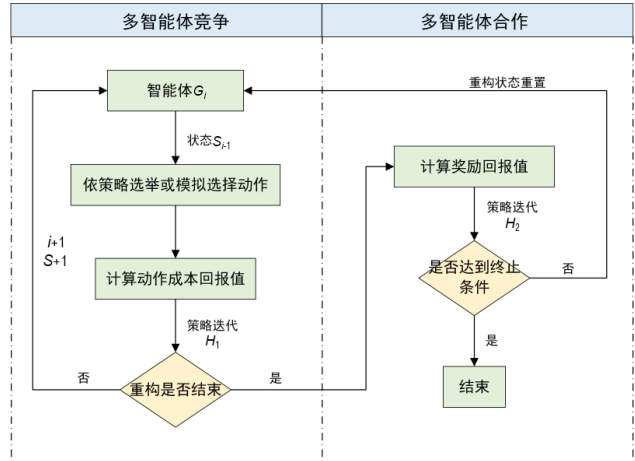 多智能体竞争
多智能体合作
智能体Gi
重构状态重置
状态Si-1
依策略选举或模拟选择动作
计算奖励回报值
策略迭代
H2
i+1
S+1
计算动作成本回报值
是否达到终止
条件
否
策略迭代
H1
是
否
重构是否结束
是
结束